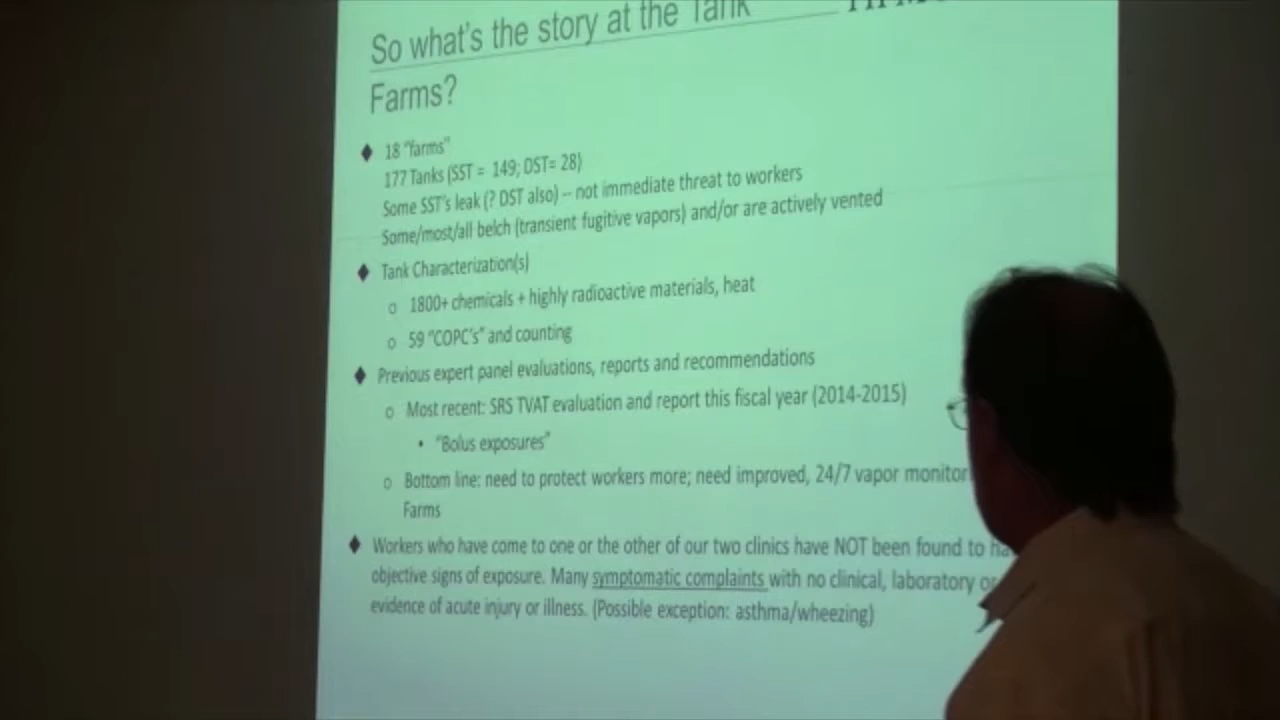 So what's the story at the Tank
Farms?
◆ 18 "farms"
177 Tanks (SST = 149; DST= 28)
Some SST's leak (? DST also) – not immediate threat to workers
Some/most/all belch (transient fugitive vapors) and/or are actively vented
◆ Tank Characterization(s)
o 1800+ chemicals + highly radioactive materials, heat
o 59 "COPC's" and counting
◆ Previous expert panel evaluations, reports and recommendations
o Most recent: SRS TVAT evaluation and report this fiscal year (2014-2015)
• "Bolus exposures"
o Bottom line: need to protect workers more; need improved, 24/7 vapor monitor
Farms
◆ Workers who have come to one or the other of our two clinics have NOT been found to ha
objective signs of exposure. Many symptomatic complaints with no clinical, laboratory or
evidence of acute injury or illness. (Possible exception: asthma/wheezing)